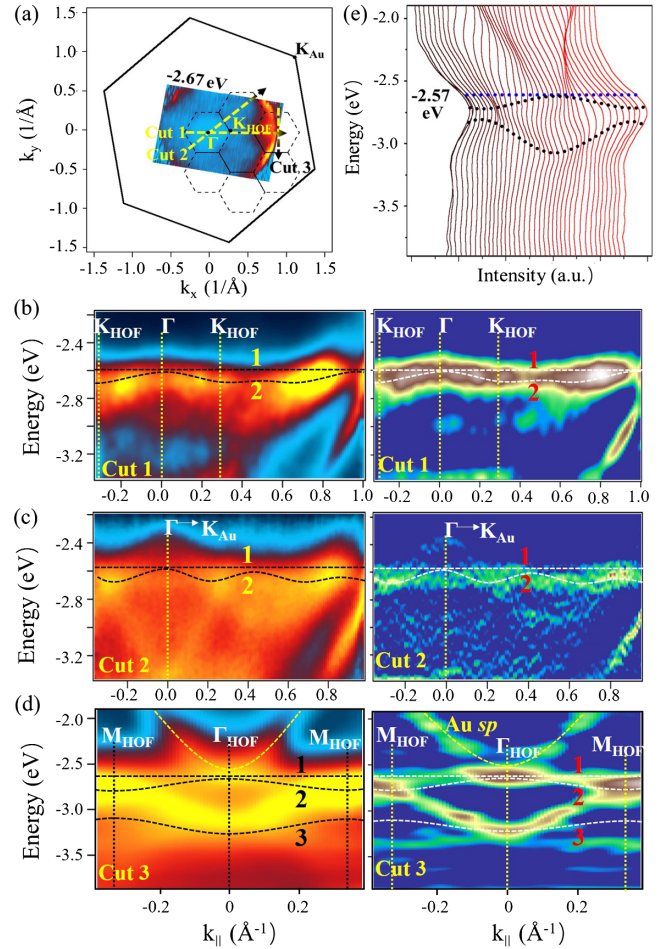 (a)
1.5
1.0
0.5
0
-0.5
-1.0
-1.5
k_y (1/Å)
-1.5 -1.0 -0.5 0 0.5 1.0 1.5
k_x (1/Å)
K_Au
-2.67 eV
K_HOF
Cut 1
Γ
Cut 2
Cut 3
(e)
-2.0
-2.5
-3.0
-3.5
Energy (eV)
-2.57
eV
Intensity (a.u.)
(b)
K_HOF Γ K_HOF
1
2
Cut 1
-2.4
-2.8
-3.2
Energy (eV)
-0.2 0.0 0.2 0.4 0.6 0.8 1.0
K_HOF Γ K_HOF
1
2
Cut 1
-0.2 0.0 0.2 0.4 0.6 0.8 1.0
(c)
Γ→K_Au
1
2
Cut 2
-2.4
-2.8
-3.2
Energy (eV)
-0.2 0.0 0.2 0.4 0.6 0.8
Γ→K_Au
1
2
Cut 2
-0.2 0.0 0.2 0.4 0.6 0.8
(d)
M_HOF Γ_HOF M_HOF
1
2
3
Cut 3
-2.0
-2.5
-3.0
-3.5
Energy (eV)
-0.2 0 0.2
k_|| (Å⁻¹)
Au sp
M_HOF Γ_HOF M_HOF
1
2
3
Cut 3
-0.2 0 0.2
k_|| (Å⁻¹)